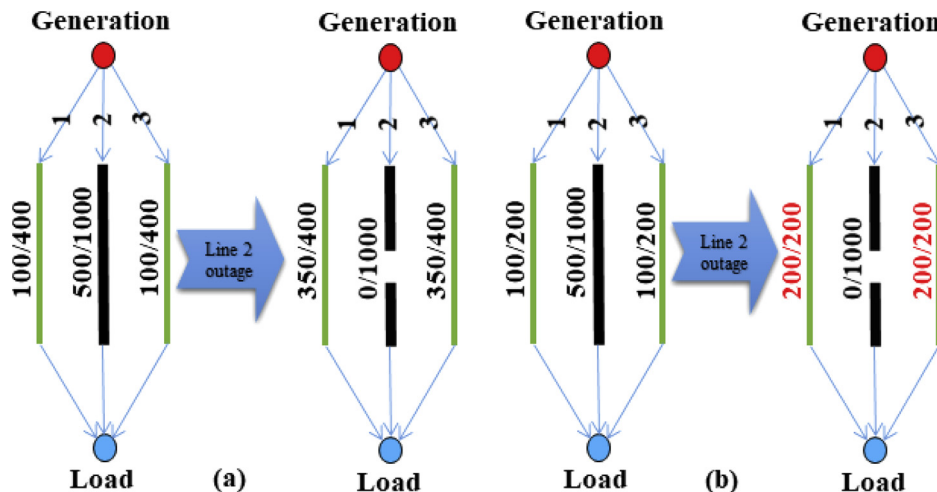 Generation
1
2
3
100/400
500/1000
100/400
Load
Line 2
outage
Generation
1
2
3
350/400
0/1000
350/400
Load
(a)
Generation
1
2
3
100/200
500/1000
100/200
Load
Line 2
outage
Generation
1
2
3
200/200
0/1000
200/200
Load
(b)